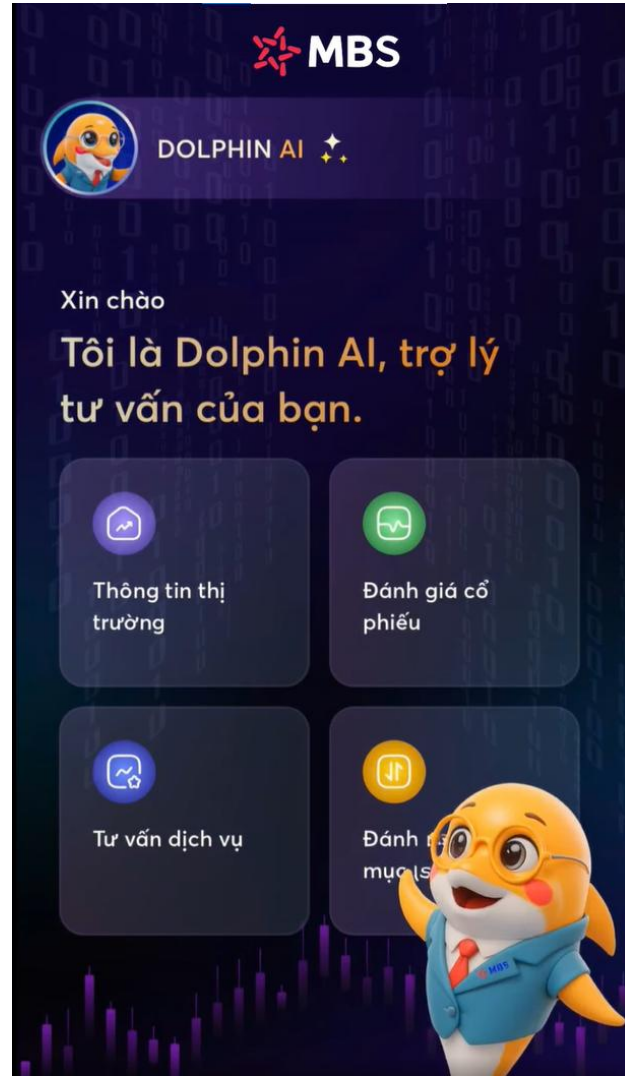 MBS
DOLPHIN AI
Xin chào
Tôi là Dolphin AI, trợ lý
tư vấn của bạn.
Thông tin thị
trường
Đánh giá cổ
phiếu
Tư vấn dịch vụ
Đánh
mục
MBS